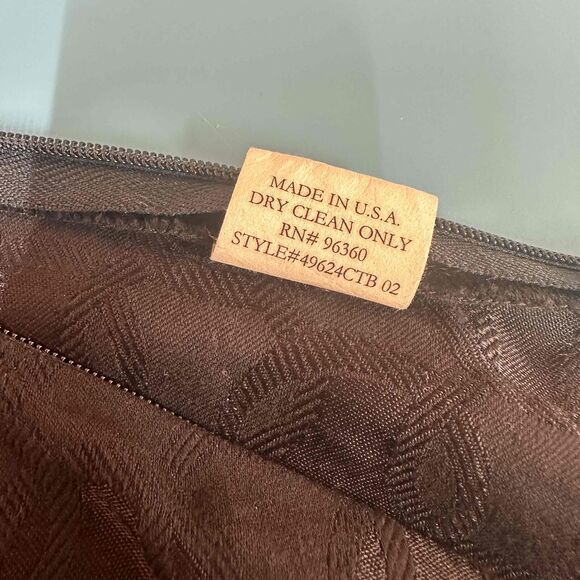 MADE IN U.S.A.
DRY CLEAN ONLY
RN# 96360
STYLE#49624CTB 02